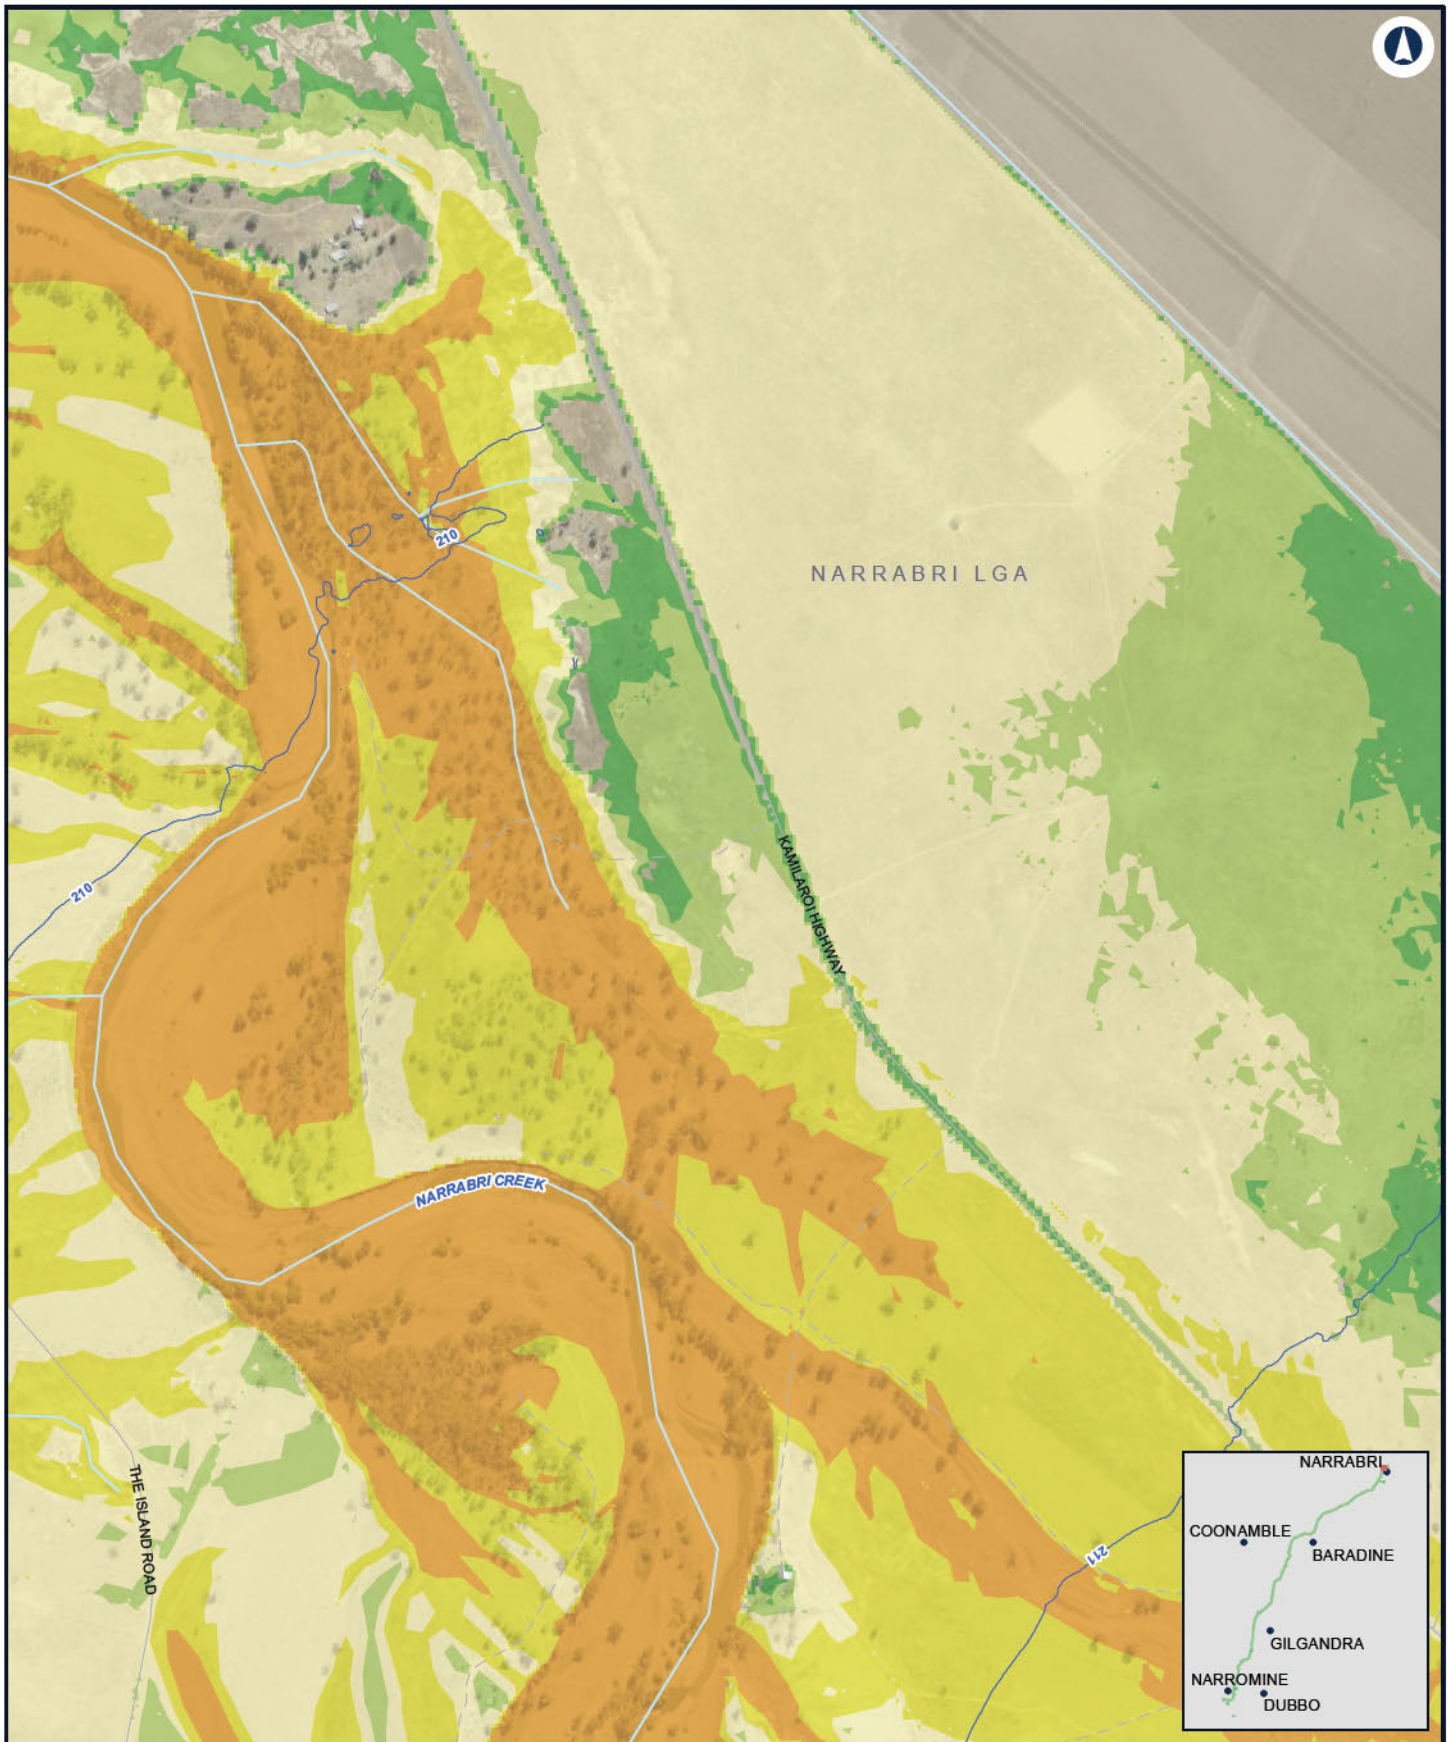 210
NARRABRI LGA
KAMILAROI HIGHWAY
210
NARRABRI CREEK
THE ISLAND ROAD
211
NARRABRI
COONAMBLE
BARADINE
GILGANDRA
NARROMINE
DUBBO